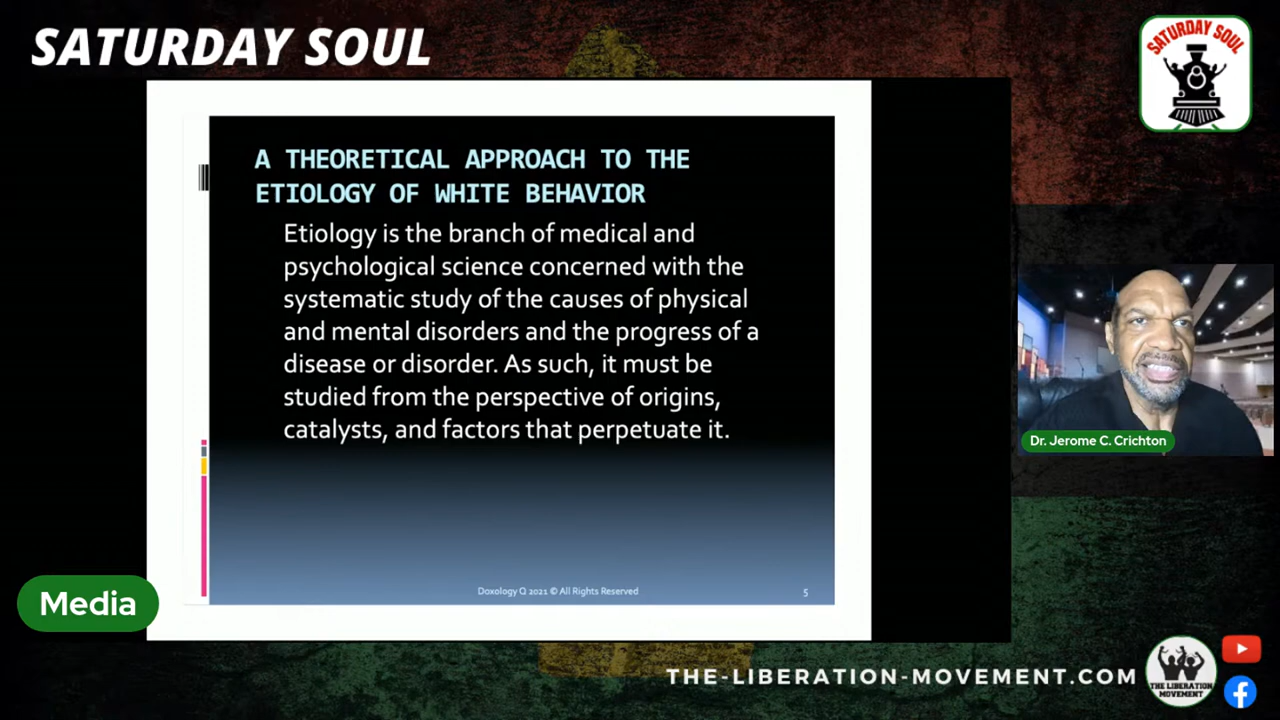 SATURDAY SOUL
SATURDAY SOUL
A THEORETICAL APPROACH TO THE
ETIOLOGY OF WHITE BEHAVIOR
Etiology is the branch of medical and
psychological science concerned with the
systematic study of the causes of physical
and mental disorders and the progress of a
disease or disorder. As such, it must be
studied from the perspective of origins,
catalysts, and factors that perpetuate it.
Doxology Q 2021 © All Rights Reserved
5
Dr. Jerome C. Crichton
Media
THE-LIBERATION-MOVEMENT.COM
THE LIBERATION
MOVEMENT